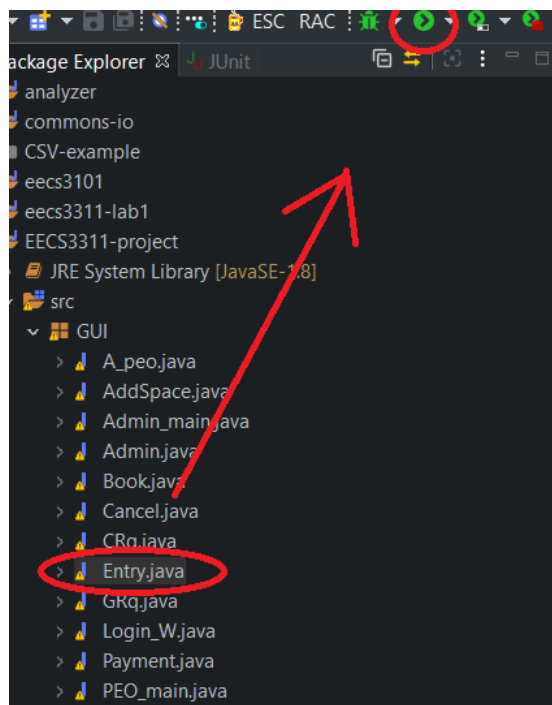 ESC RAC
ackage Explorer JUnit
analyzer
commons-io
CSV-example
eecs3101
eecs3311-lab1
EECS3311-project
JRE System Library [JavaSE-1.8]
src
GUI
A_peo.java
AddSpace.java
Admin_main.java
Admin.java
Book.java
Cancel.java
CRq.java
Entry.java
GRq.java
Login_W.java
Payment.java
PEO_main.java